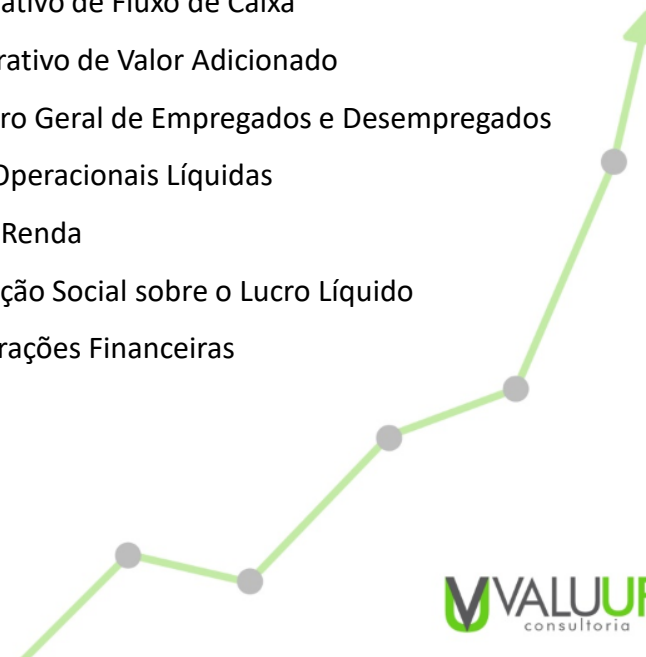 ativo de Fluxo de Caixa
rativo de Valor Adicionado
ro Geral de Empregados e Desempregados
Operacionais Líquidas
Renda
ção Social sobre o Lucro Líquido
rações Financeiras
VALUUP
consultoria